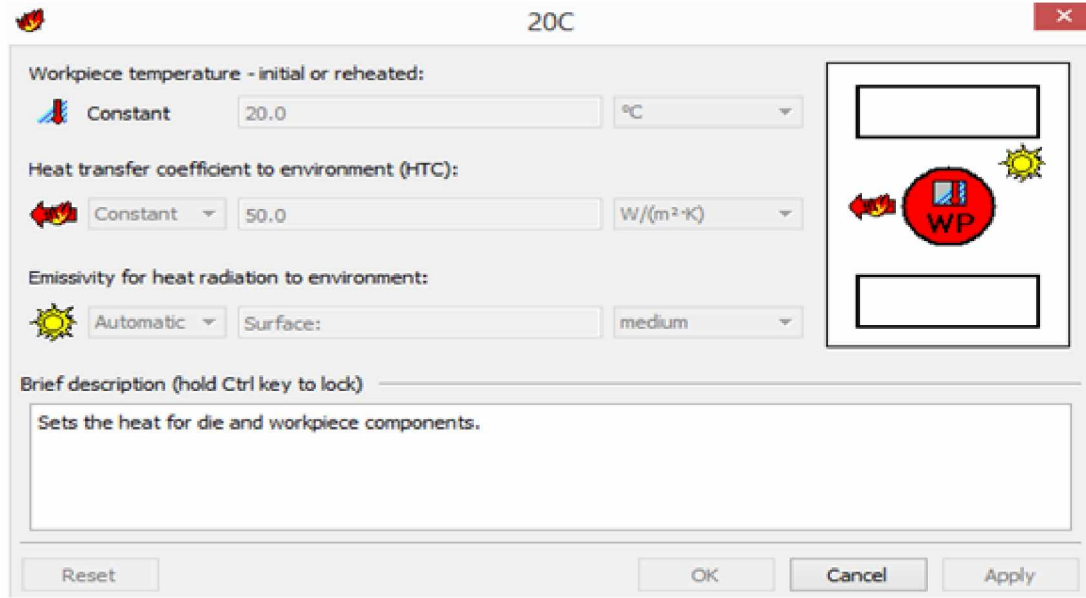 20C
Workpiece temperature - initial or reheated:
Constant 20.0 °C
Heat transfer coefficient to environment (HTC):
Constant 50.0 W/(m²·K)
WP
Emissivity for heat radiation to environment:
Automatic Surface: medium
Brief description (hold Ctrl key to lock)
Sets the heat for die and workpiece components.
Reset OK Cancel Apply